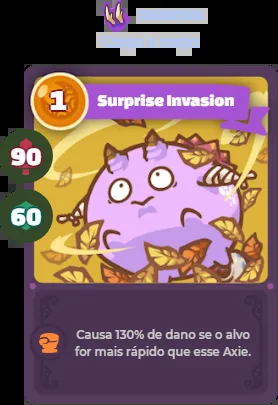 1
Surprise Invasion
90
60
Causa 130% de dano se o alvo
for mais rápido que esse Axie.